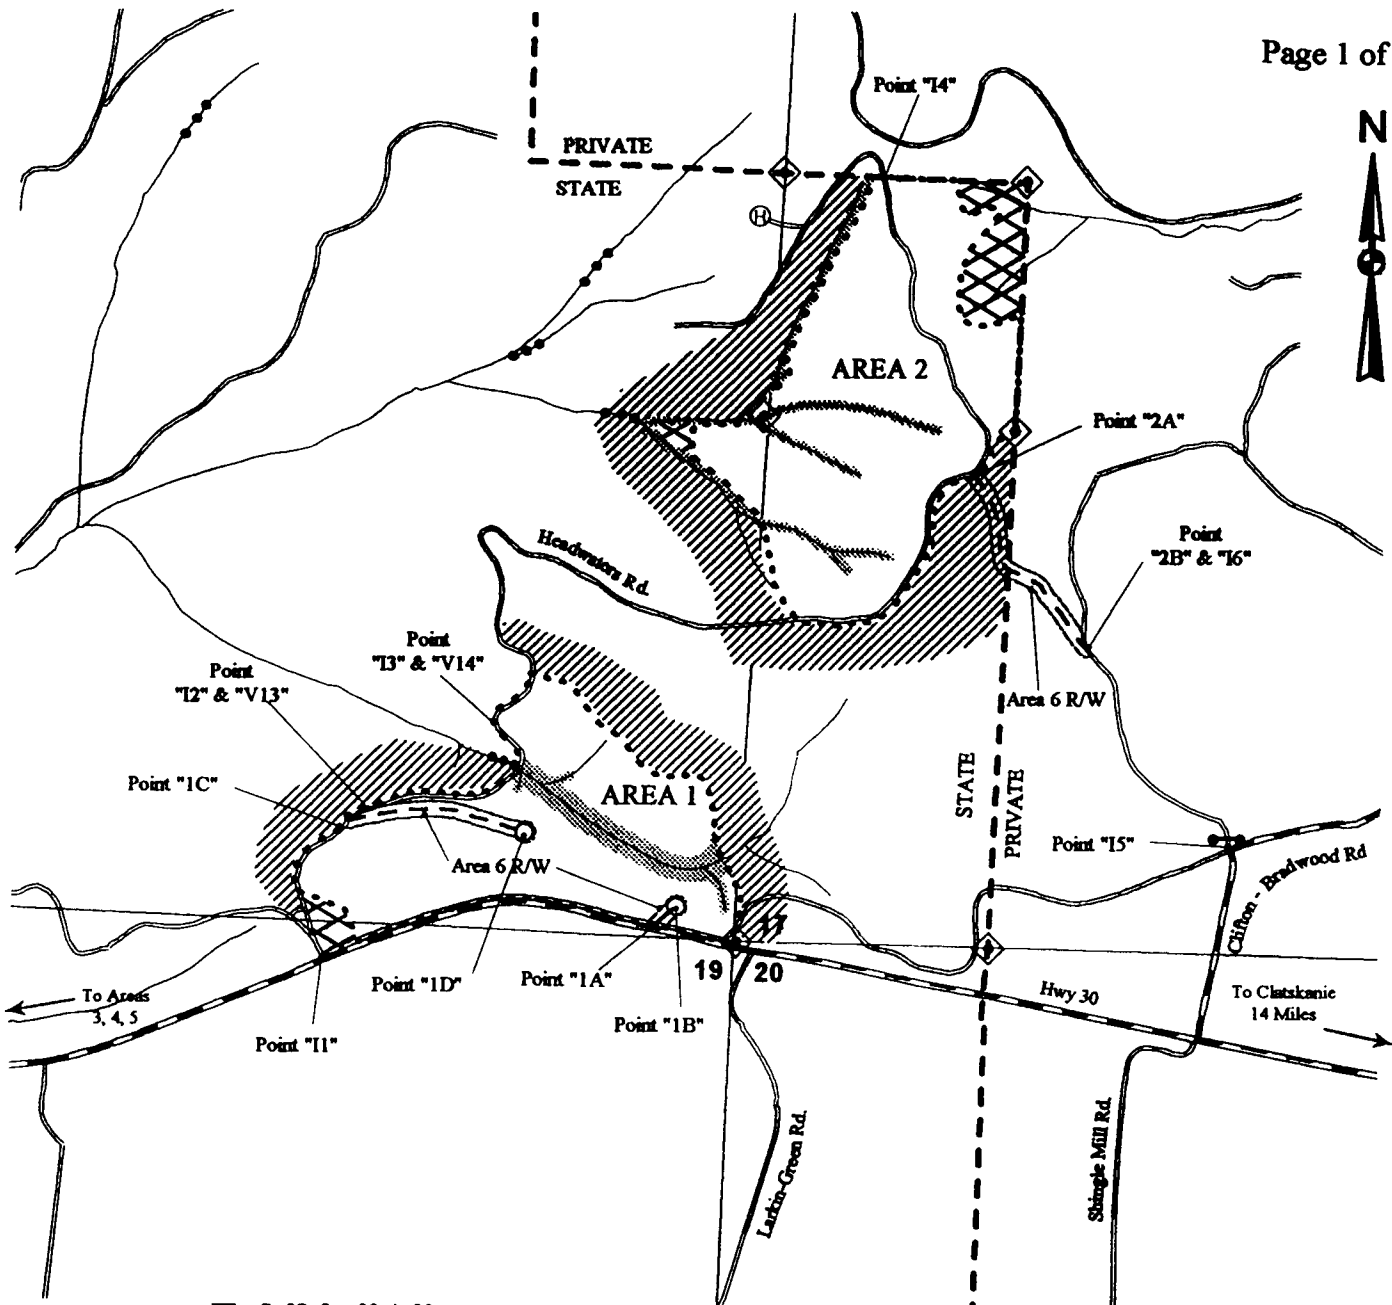 Page 1 of
N
Point "I4"
PRIVATE
STATE
H
AREA 2
Point "2A"
Point
"2B" & "I6"
Headwaters Rd.
Point
"I3" & "V14"
Point
"I2" & "V13"
Area 6 R/W
Point "1C"
AREA 1
STATE
PRIVATE
Point "I5"
Clifton - Bradwood Rd
Area 6 R/W
17
19 20
Point "1D"
Point "1A"
Hwy 30
To Areas
3, 4, 5
To Clatskanie
14 Miles
Point "1B"
Point "I1"
Larkin-Green Rd.
Shingle Mill Rd.